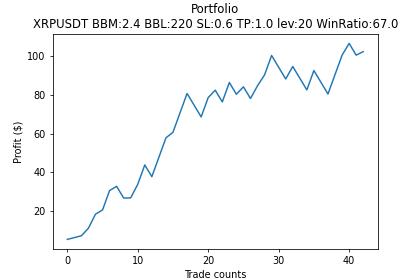 Portfolio
XRPUSDT BBM:2.4 BBL:220 SL:0.6 TP:1.0 lev:20 WinRatio:67.0
100
80
60
40
20
Profit ($)
0
10
20
30
40
Trade counts